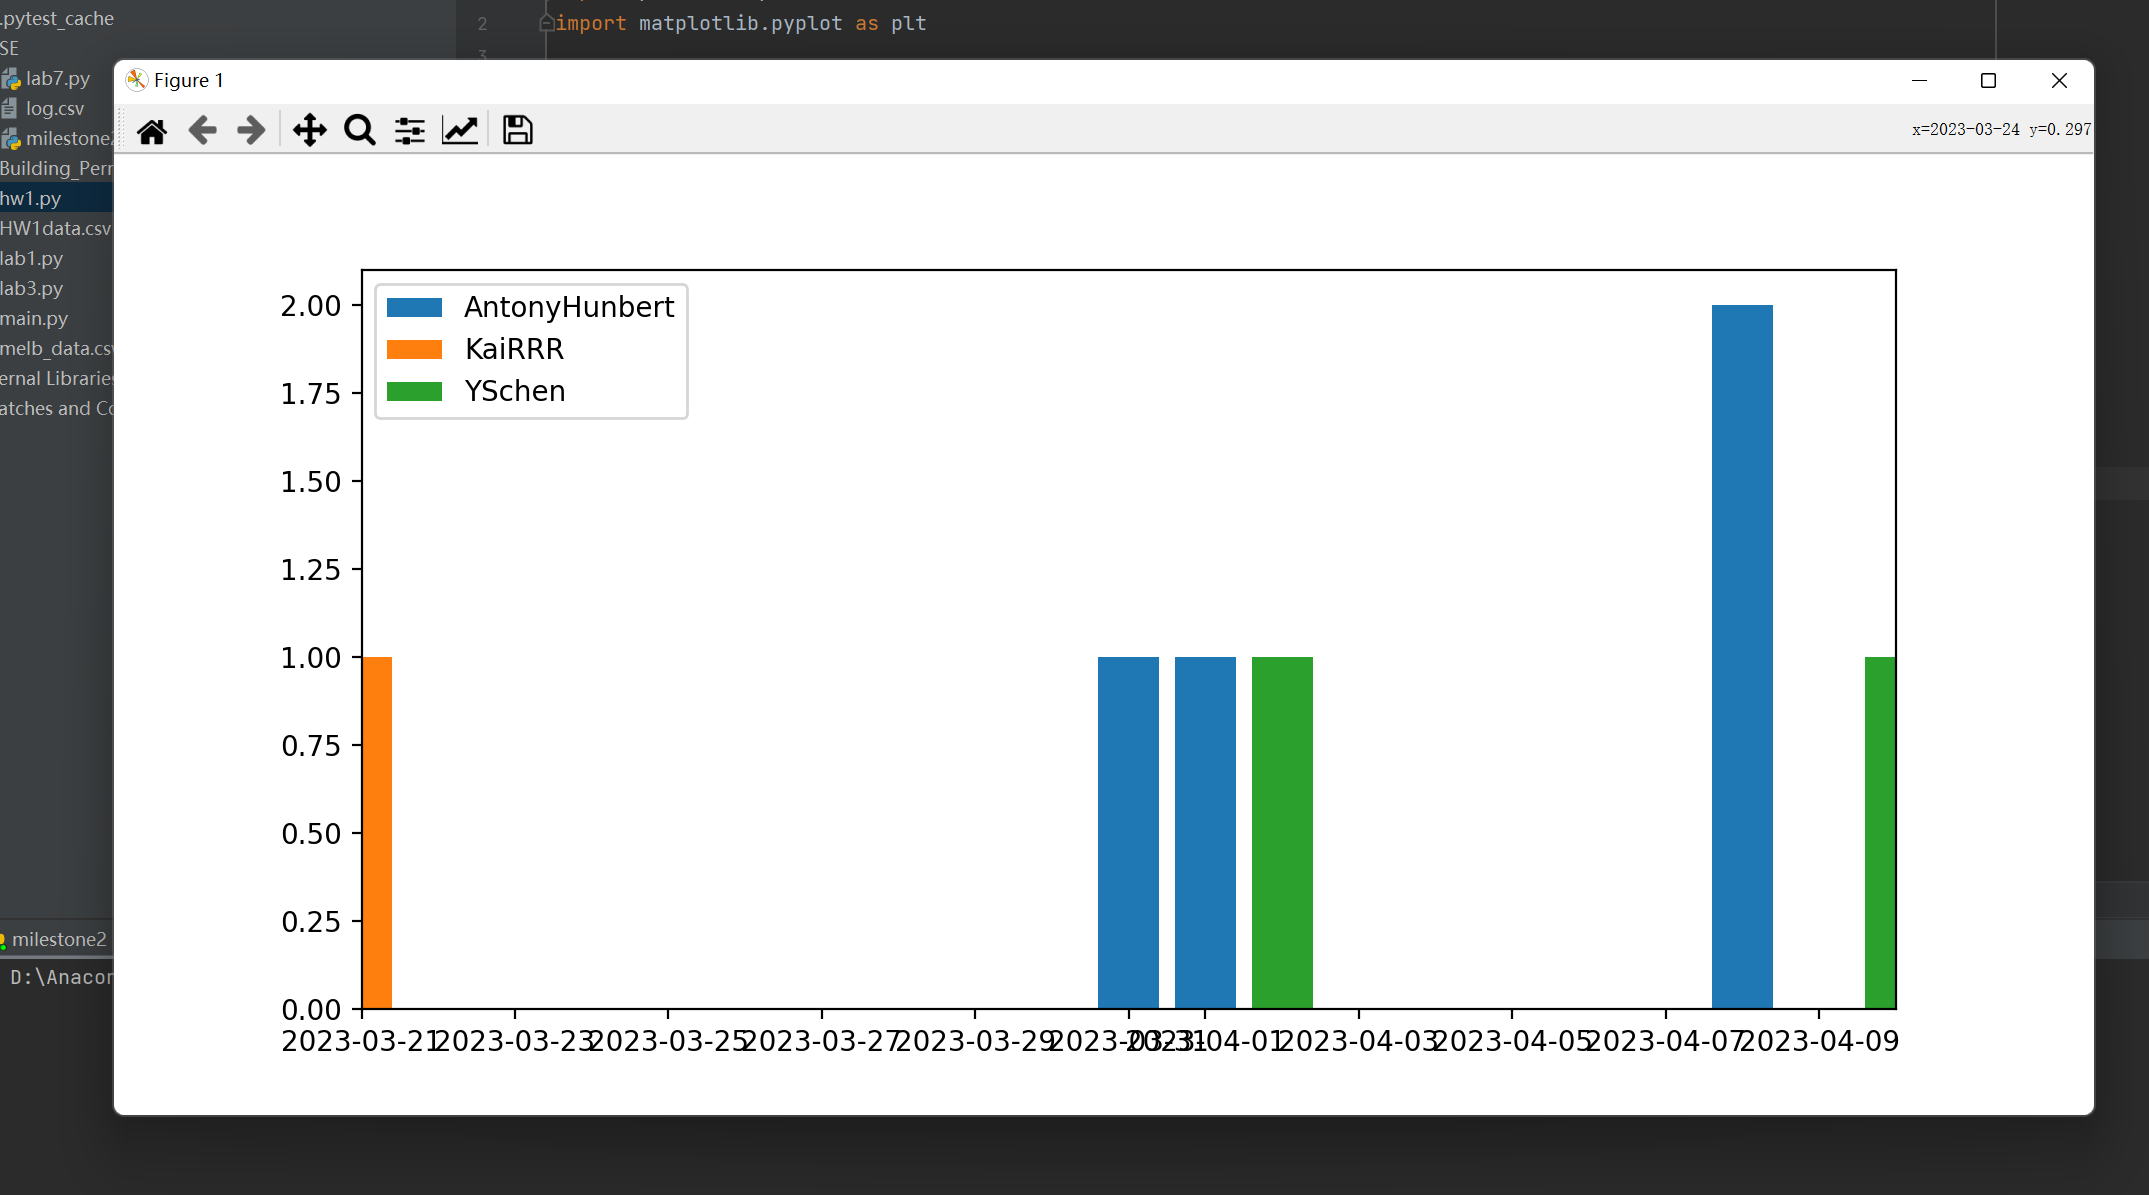 .pytest_cache
SE
lab7.py
log.csv
milestone2
Building_Perr
hw1.py
HW1data.csv
lab1.py
lab3.py
main.py
melb_data.cs
ernal Libraries
atches and Co
2 import matplotlib.pyplot as plt
3
Figure 1
x=2023-03-24 y=0.297
AntonyHunbert
KaiRRR
YSchen
2.00
1.75
1.50
1.25
1.00
0.75
0.50
0.25
0.00
2023-03-21 2023-03-23 2023-03-25 2023-03-27 2023-03-29 2023-03-31 2023-04-01 2023-04-03 2023-04-05 2023-04-07 2023-04-09
milestone2
D:\Anacor